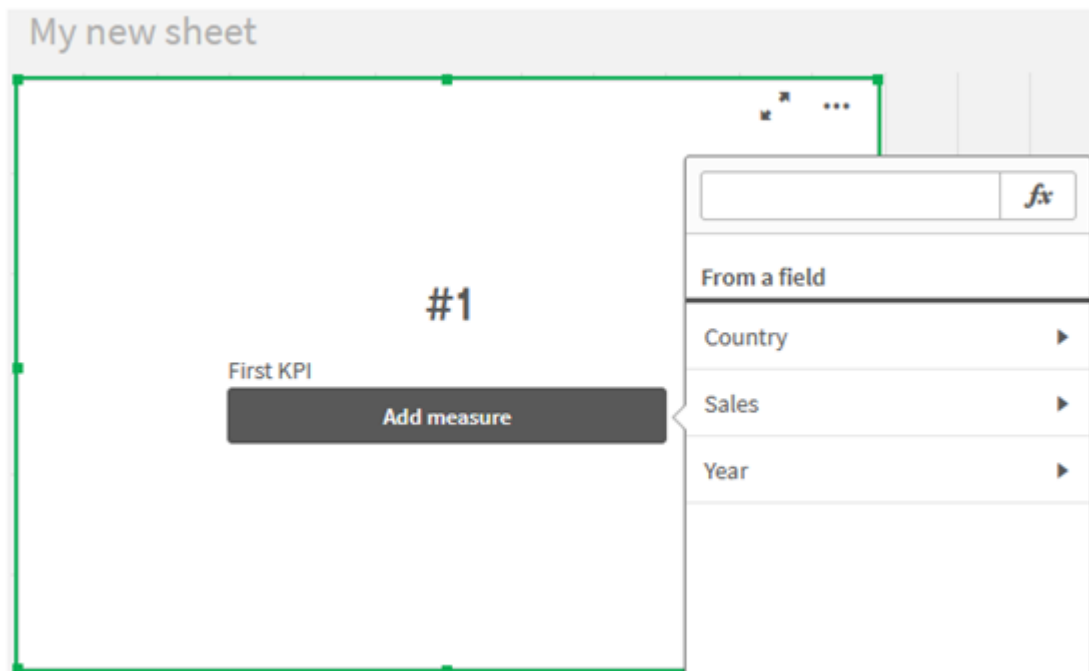 My new sheet
#1
First KPI
Add measure
fx
From a field
Country
Sales
Year